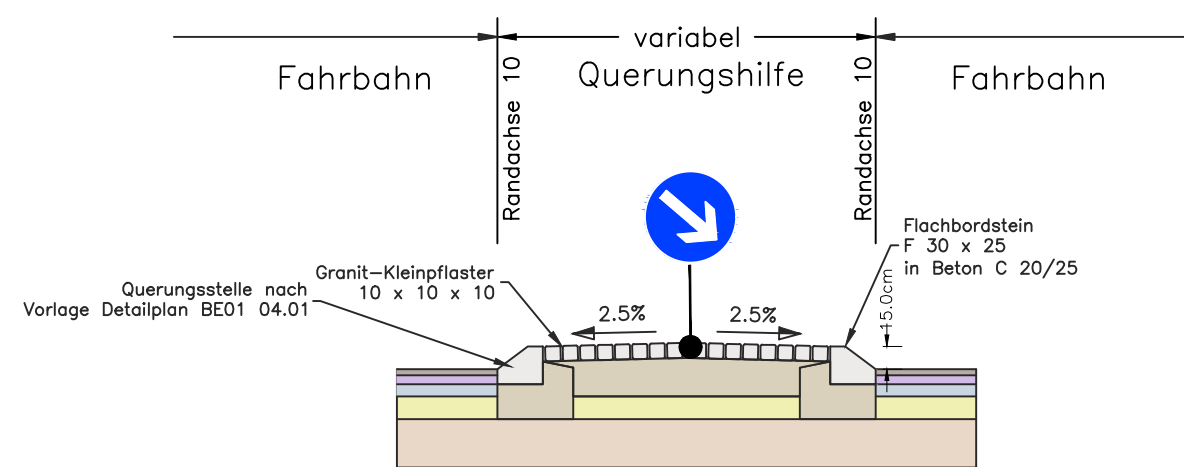 variabel
Fahrbahn
Querungshilfe
Fahrbahn
Randachse 10
Randachse 10
Flachbordstein
F 30 x 25
in Beton C 20/25
Granit-Kleinpflaster
10 x 10 x 10
Querungsstelle nach
Vorlage Detailplan BE01 04.01
2.5%
2.5%
15.0cm